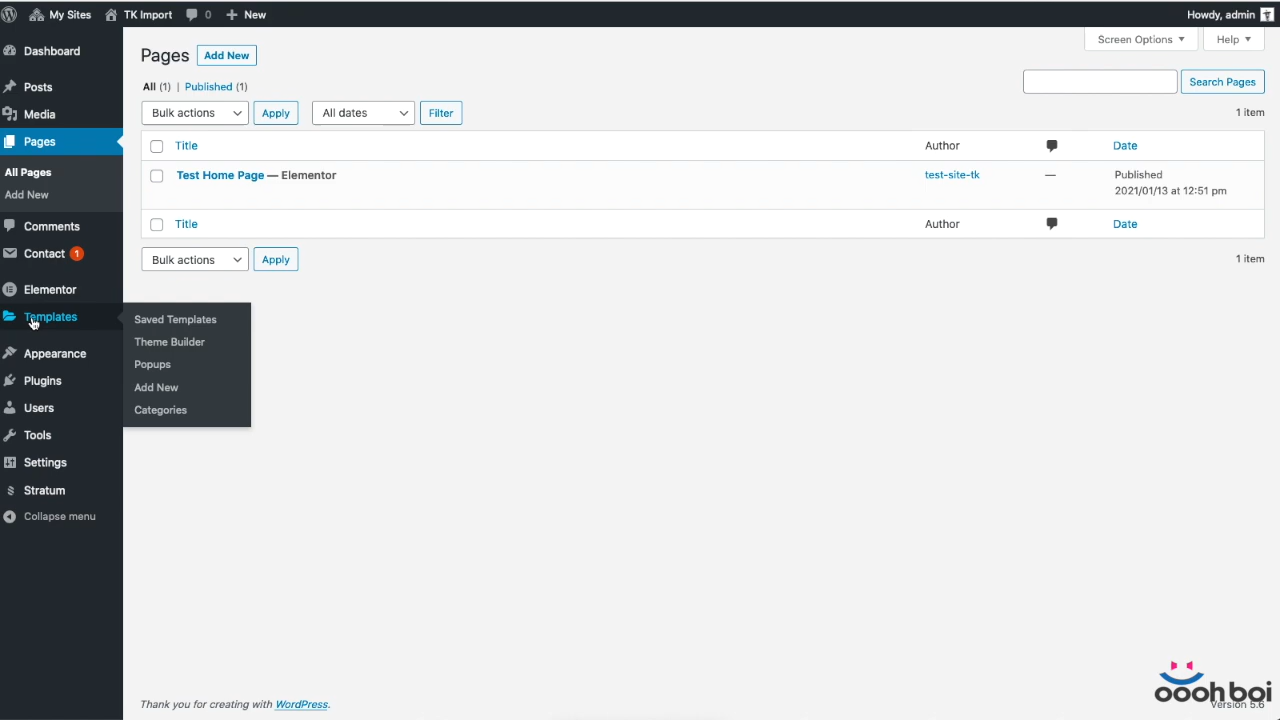 My Sites TK Import 0 New Howdy, admin
Screen Options Help
Dashboard
Posts
Media
Pages
All Pages
Add New
Comments
Contact 1
Elementor
Templates
Appearance
Plugins
Users
Tools
Settings
Stratum
Collapse menu
Saved Templates
Theme Builder
Popups
Add New
Categories
Pages Add New
All (1) | Published (1)
Search Pages
Bulk actions Apply All dates Filter 1 item
Title Author Date
Test Home Page — Elementor test-site-tk — Published
2021/01/13 at 12:51 pm
Title Author Date
Bulk actions Apply 1 item
Thank you for creating with WordPress.
Version 5.6
oooh boi